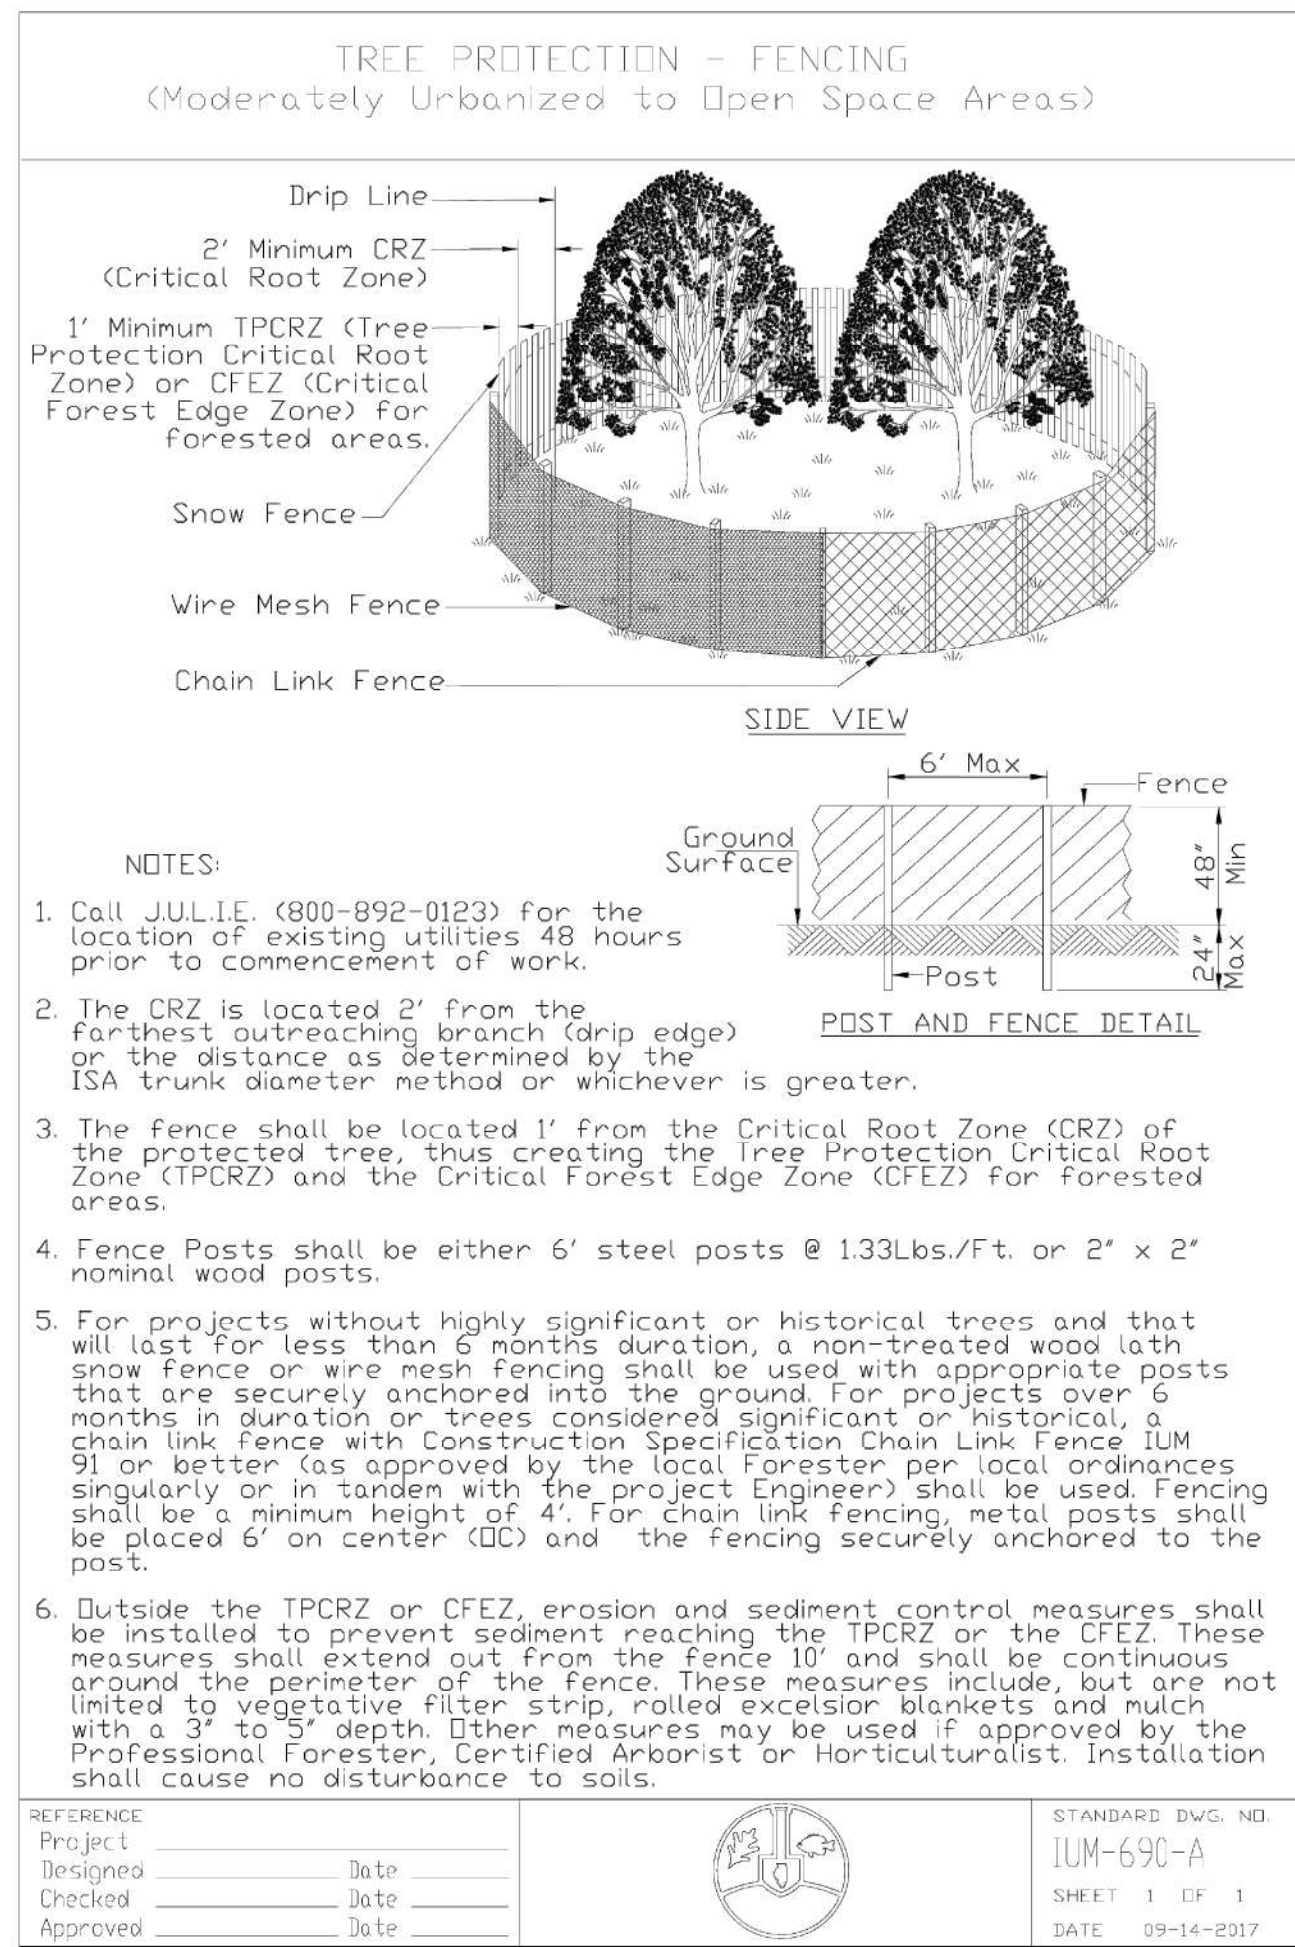 TREE PROTECTION - FENCING
(Moderately Urbanized to Open Space Areas)
Drip Line
2' Minimum CRZ
(Critical Root Zone)
1' Minimum TPCRZ (Tree
Protection Critical Root
Zone) or CFEZ (Critical
Forest Edge Zone) for
forested areas.
Snow Fence
Wire Mesh Fence
Chain Link Fence
SIDE VIEW
6' Max
Fence
Ground
Surface
48"
Min
24"
Max
Post
POST AND FENCE DETAIL
NOTES:
1. Call J.U.L.I.E. (800-892-0123) for the
location of existing utilities 48 hours
prior to commencement of work.
2. The CRZ is located 2' from the
farthest outreaching branch (drip edge)
or the distance as determined by the
ISA trunk diameter method or whichever is greater.
3. The fence shall be located 1' from the Critical Root Zone (CRZ) of
the protected tree, thus creating the Tree Protection Critical Root
Zone (TPCRZ) and the Critical Forest Edge Zone (CFEZ) for forested
areas.
4. Fence Posts shall be either 6' steel posts @ 1.33Lbs./Ft. or 2" x 2"
nominal wood posts.
5. For projects without highly significant or historical trees and that
will last for less than 6 months duration, a non-treated wood lath
snow fence or wire mesh fencing shall be used with appropriate posts
that are securely anchored into the ground. For projects over 6
months in duration or trees considered significant or historical, a
chain link fence with Construction Specification Chain Link Fence IUM
91 or better (as approved by the local Forester per local ordinances
singularly or in tandem with the project Engineer) shall be used. Fencing
shall be a minimum height of 4'. For chain link fencing, metal posts shall
be placed 6' on center (OC) and the fencing securely anchored to the
post.
6. Outside the TPCRZ or CFEZ, erosion and sediment control measures shall
be installed to prevent sediment reaching the TPCRZ or the CFEZ. These
measures shall extend out from the fence 10' and shall be continuous
around the perimeter of the fence. These measures include, but are not
limited to vegetative filter strip, rolled excelsior blankets and mulch
with a 3" to 5" depth. Other measures may be used if approved by the
Professional Forester, Certified Arborist or Horticulturalist. Installation
shall cause no disturbance to soils.
REFERENCE
Project
Designed Date
Checked Date
Approved Date
STANDARD DWG. NO.
IUM-690-A
SHEET 1 OF 1
DATE 09-14-2017